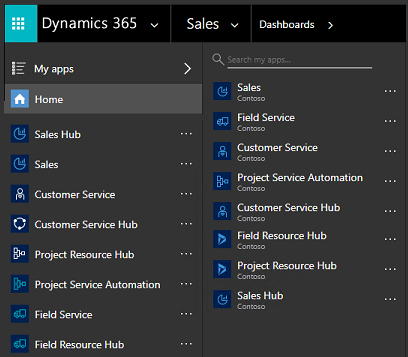 Dynamics 365 Sales Dashboards
My apps
Home
Sales Hub
Sales
Customer Service
Customer Service Hub
Project Resource Hub
Project Service Automation
Field Service
Field Resource Hub
Search my apps...
Sales
Contoso
Field Service
Contoso
Customer Service
Contoso
Project Service Automation
Contoso
Customer Service Hub
Contoso
Field Resource Hub
Contoso
Project Resource Hub
Contoso
Sales Hub
Contoso